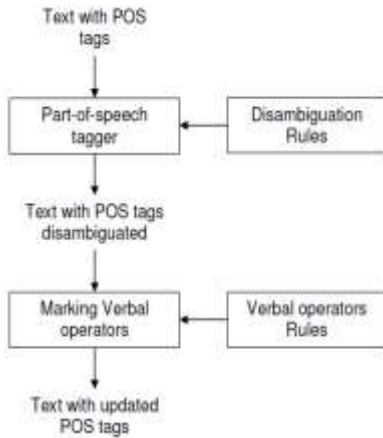 Text with POS
tags
Part-of-speech
tagger
Disambiguation
Rules
Text with POS tags
disambiguated
Marking Verbal
operators
Verbal operators
Rules
Text with updated
POS tags